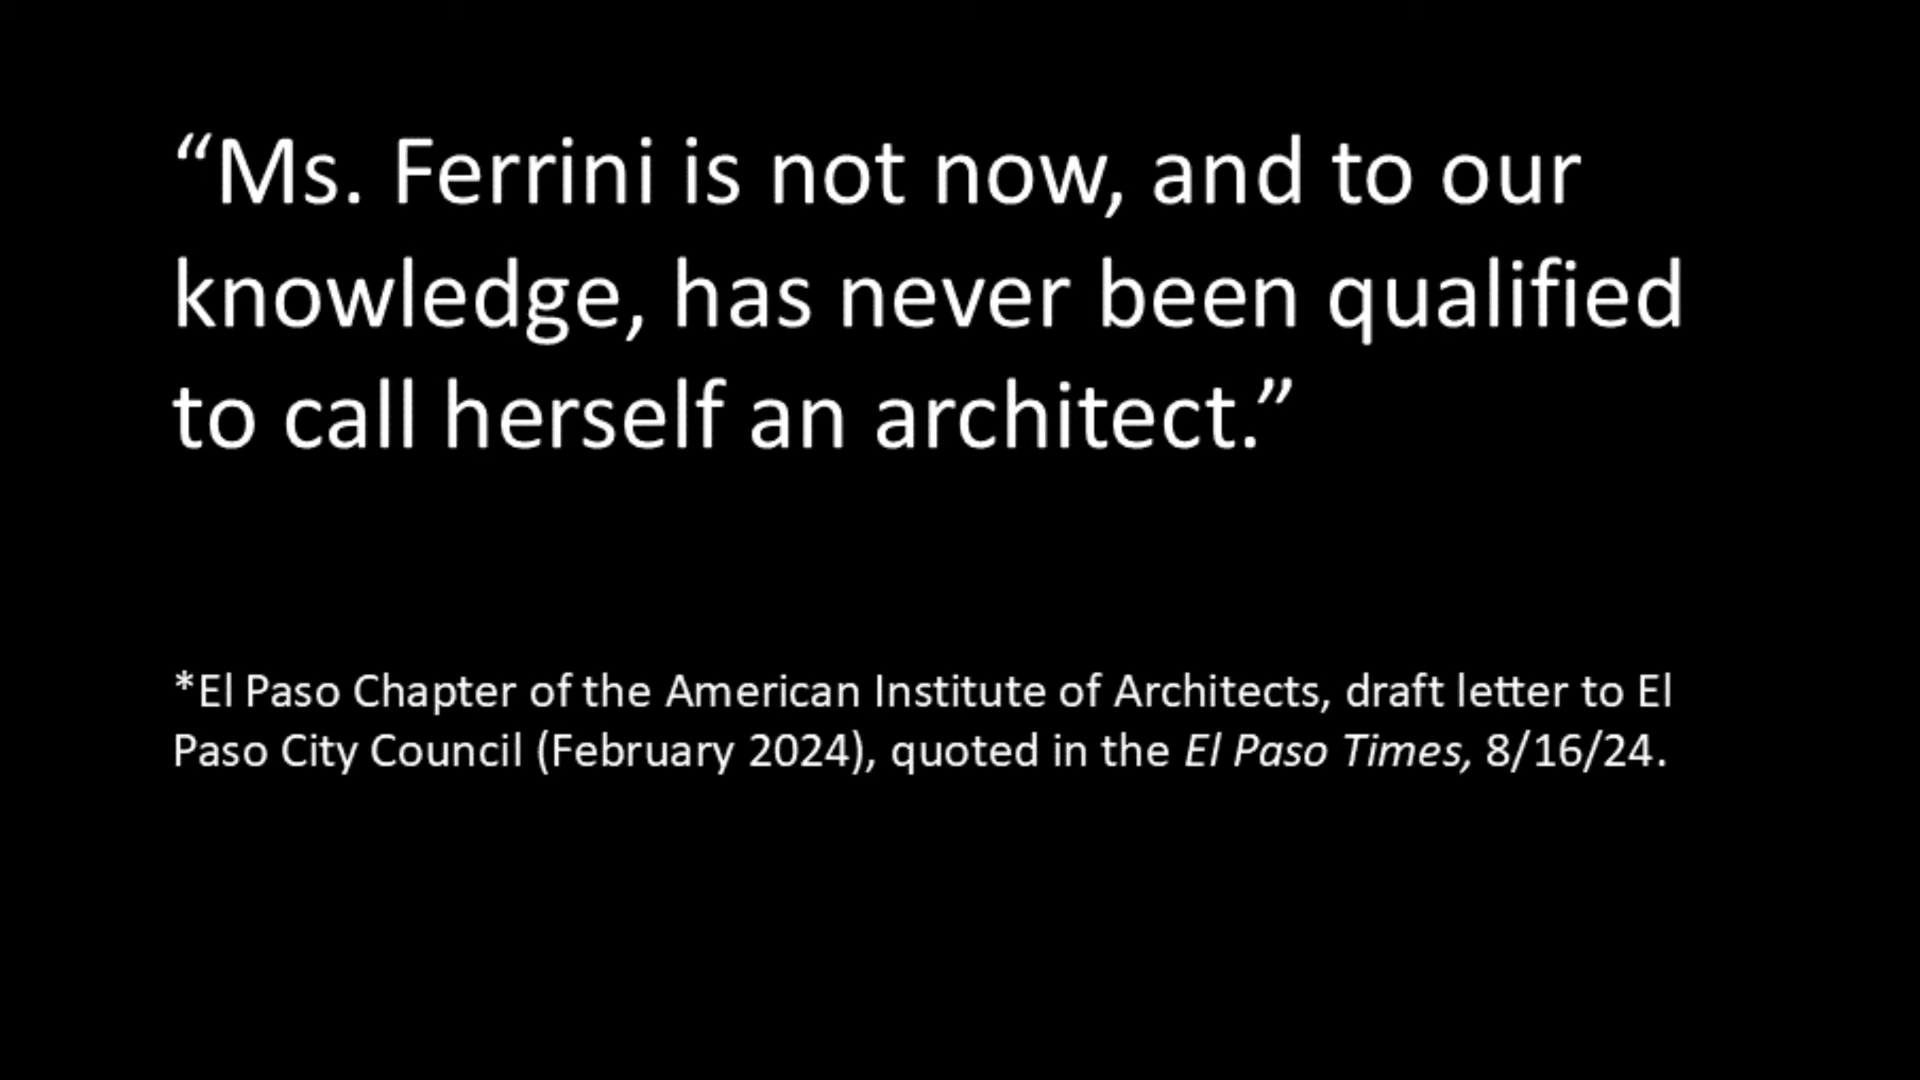 “Ms. Ferrini is not now, and to our
knowledge, has never been qualified
to call herself an architect.”
*El Paso Chapter of the American Institute of Architects, draft letter to El
Paso City Council (February 2024), quoted in the El Paso Times, 8/16/24.